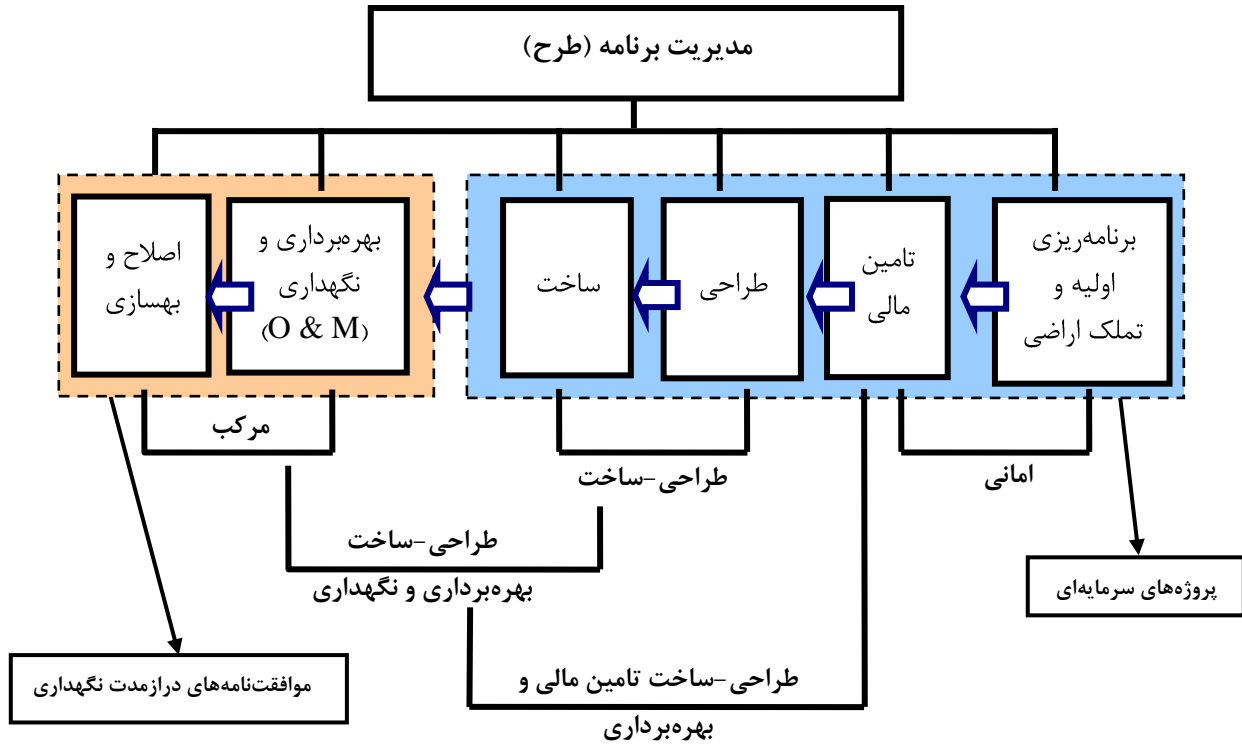 مدیریت برنامه (طرح)
برنامه‌ریزی
اولیه و
تملک اراضی
تامین
مالی
طراحی
ساخت
بهره‌برداری و
نگهداری
(O & M)
اصلاح و
بهسازی
امانی
طراحی-ساخت
مرکب
طراحی-ساخت
بهره‌برداری و نگهداری
طراحی-ساخت تامین مالی و
بهره‌برداری
پروژه‌های سرمایه‌ای
موافقت‌نامه‌های درازمدت نگهداری